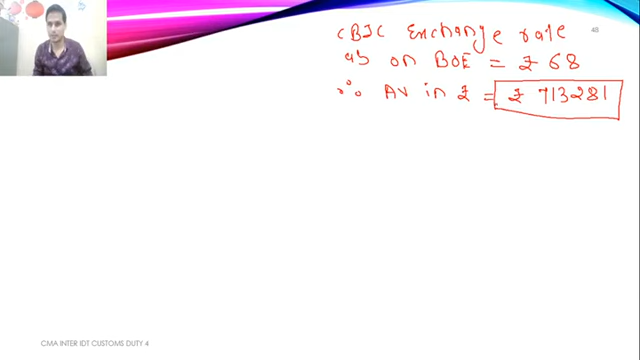 CBIC Exchange rate
as on BOE = ₹ 68
∴ AV in ₹ = ₹ 713281
48
CMA INTER IDT CUSTOMS DUTY 4